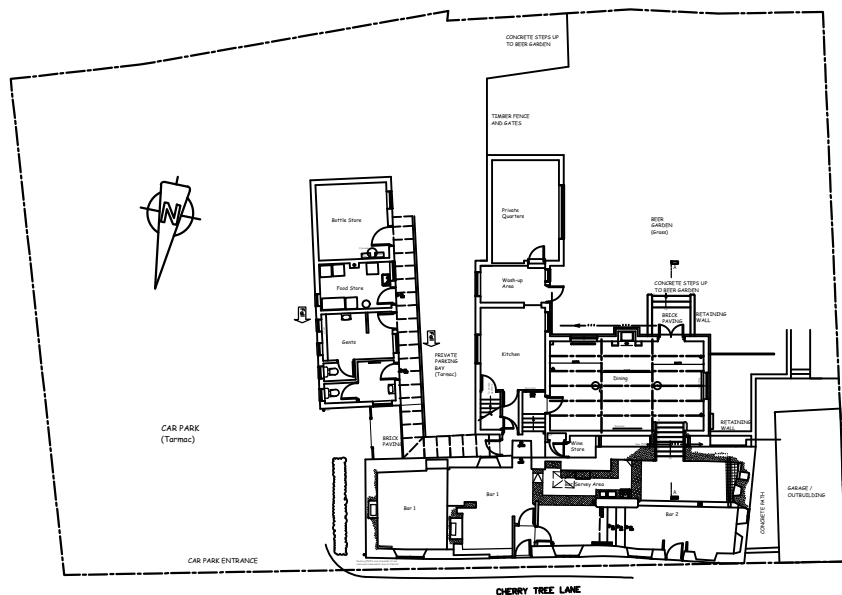 CONCRETE STEPS UP
TO BEER GARDEN
TIMBER FENCE
AND GATES
N
Bottle Store
Private
Quarters
BEER
GARDEN
(Grass)
A
Wash-up
Area
CONCRETE STEPS UP
TO BEER GARDEN
Food Store
BRICK
PAVING
RETAINING
WALL
Gents
Kitchen
PRIVATE
PARKING
BAY
(Tarmac)
Dining
CAR PARK
(Tarmac)
BRICK
PAVING
RETAINING
WALL
Wine
Store
Servery Area
A
Bar 1
Bar 1
Bar 2
GARAGE /
OUTBUILDING
CONCRETE PATH
CAR PARK ENTRANCE
CHERRY TREE LANE